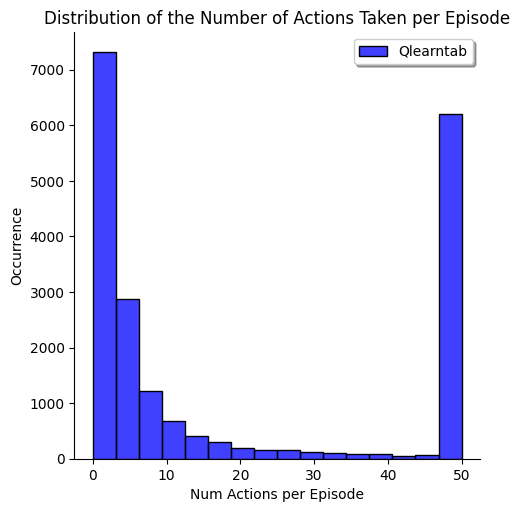 Distribution of the Number of Actions Taken per Episode
Qlearntab
7000
6000
5000
4000
3000
2000
1000
0
Occurrence
0 10 20 30 40 50
Num Actions per Episode